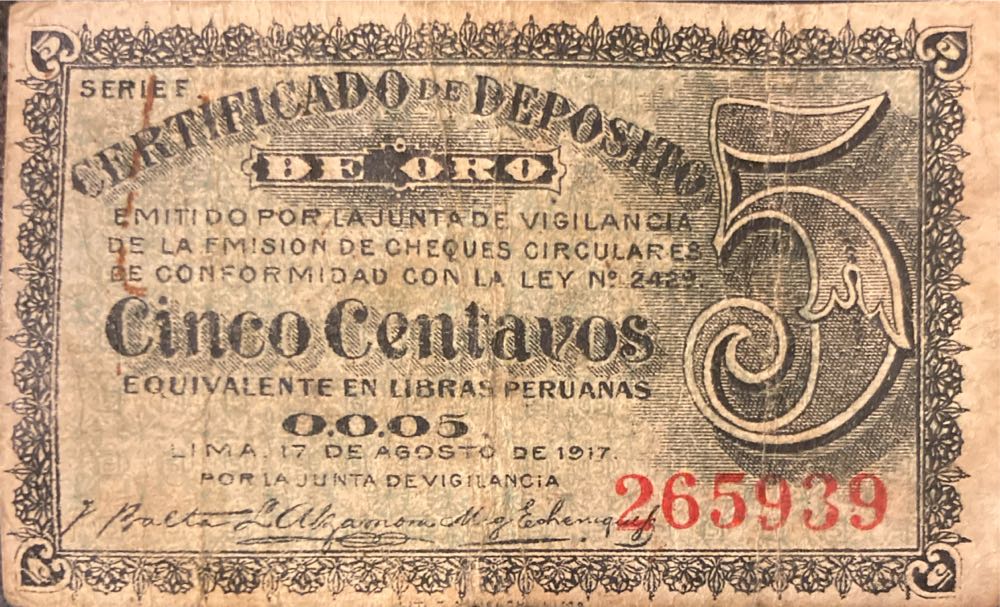 SERIE F
CERTIFICADO DE DEPOSITO
DE ORO
5
EMITIDO POR LA JUNTA DE VIGILANCIA
DE LA EMISION DE CHEQUES CIRCULARES
DE CONFORMIDAD CON LA LEY Nº 2429.
Cinco Centavos
EQUIVALENTE EN LIBRAS PERUANAS
0.0.05
LIMA, 17 DE AGOSTO DE 1917.
POR LA JUNTA DE VIGILANCIA
265939
J Balta